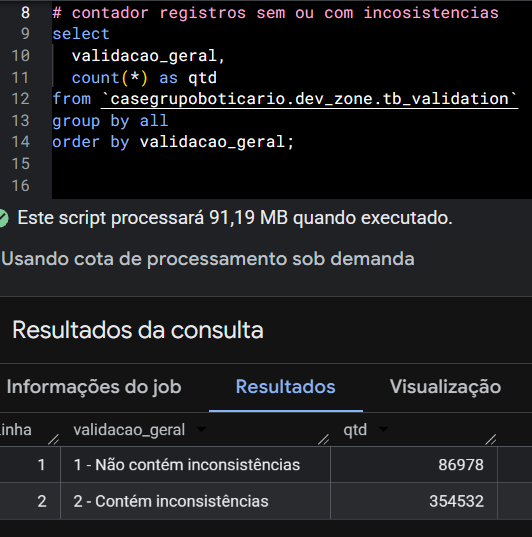 8 # contador registros sem ou com incosistencias
9 select
10 validacao_geral,
11 count(*) as qtd
12 from `casegrupoboticario.dev_zone.tb_validation`
13 group by all
14 order by validacao_geral;
15
16
Este script processará 91,19 MB quando executado.
Usando cota de processamento sob demanda
Resultados da consulta
Informações do job Resultados Visualização
inha validacao_geral qtd
1 1 - Não contém inconsistências 86978
2 2 - Contém inconsistências 354532